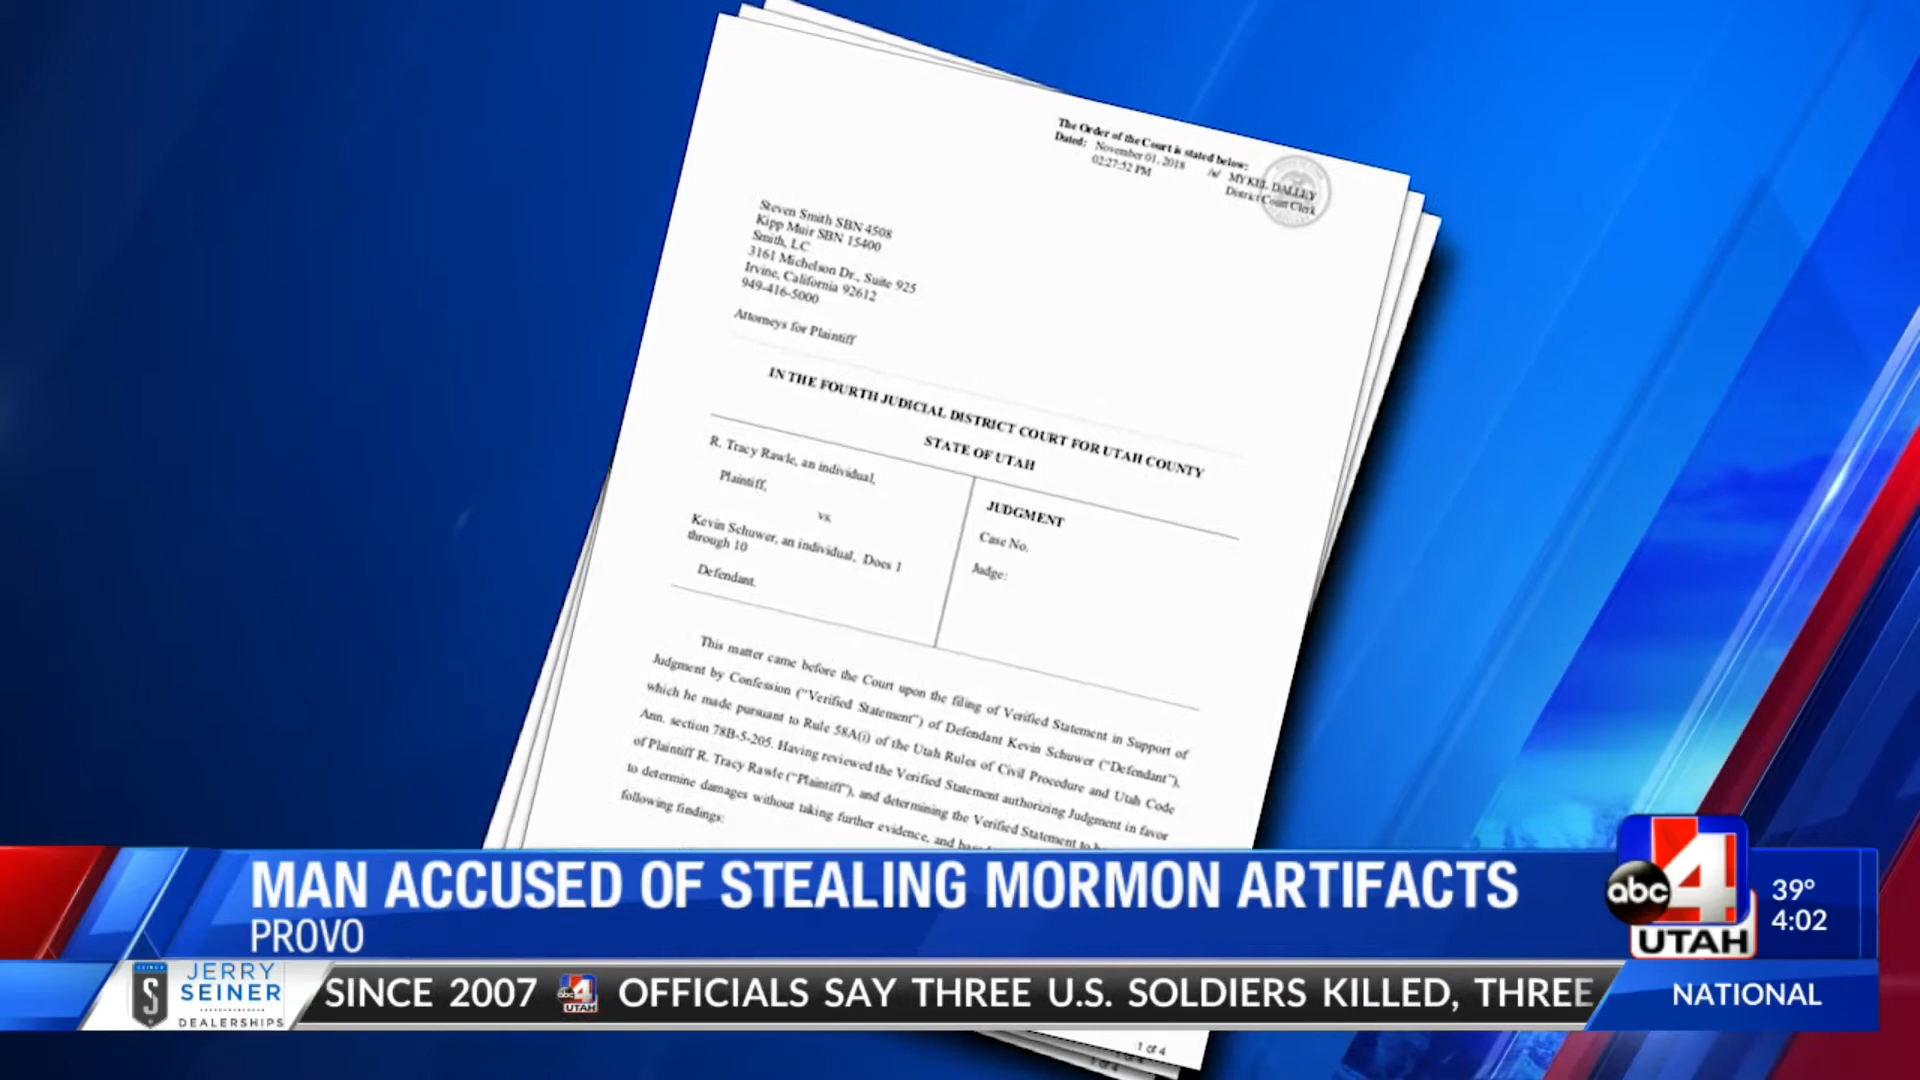 The Order of the Court is stated below:
Dated: November 01, 2018 /s/ MYKEL DALLEY
02:27:52 PM District Court Clerk
Steven Smith SBN 4508
Kipp Muir SBN 15400
Smith, LC
3161 Michelson Dr., Suite 925
Irvine, California 92612
949-416-5000
Attorneys for Plaintiff
IN THE FOURTH JUDICIAL DISTRICT COURT FOR UTAH COUNTY
STATE OF UTAH
R. Tracy Rawle, an individual,
Plaintiff,
vs.
Kevin Schuwer, an individual, Does 1
through 10
Defendant.
JUDGMENT
Case No.
Judge:
This matter came before the Court upon the filing of Verified Statement in Support of
Judgment by Confession ("Verified Statement") of Defendant Kevin Schuwer ("Defendant"),
which he made pursuant to Rule 58A(i) of the Utah Rules of Civil Procedure and Utah Code
Ann. section 78B-5-205. Having reviewed the Verified Statement authorizing Judgment in favor
of Plaintiff R. Tracy Rawle ("Plaintiff"), and determining the Verified Statement to
to determine damages without taking further evidence, and
following findings:
MAN ACCUSED OF STEALING MORMON ARTIFACTS
PROVO
abc 4
UTAH
39°
4:02
SEINER
S
JERRY
SEINER
DEALERSHIPS
SINCE 2007 abc 4 UTAH OFFICIALS SAY THREE U.S. SOLDIERS KILLED, THREE
NATIONAL
1 of 4